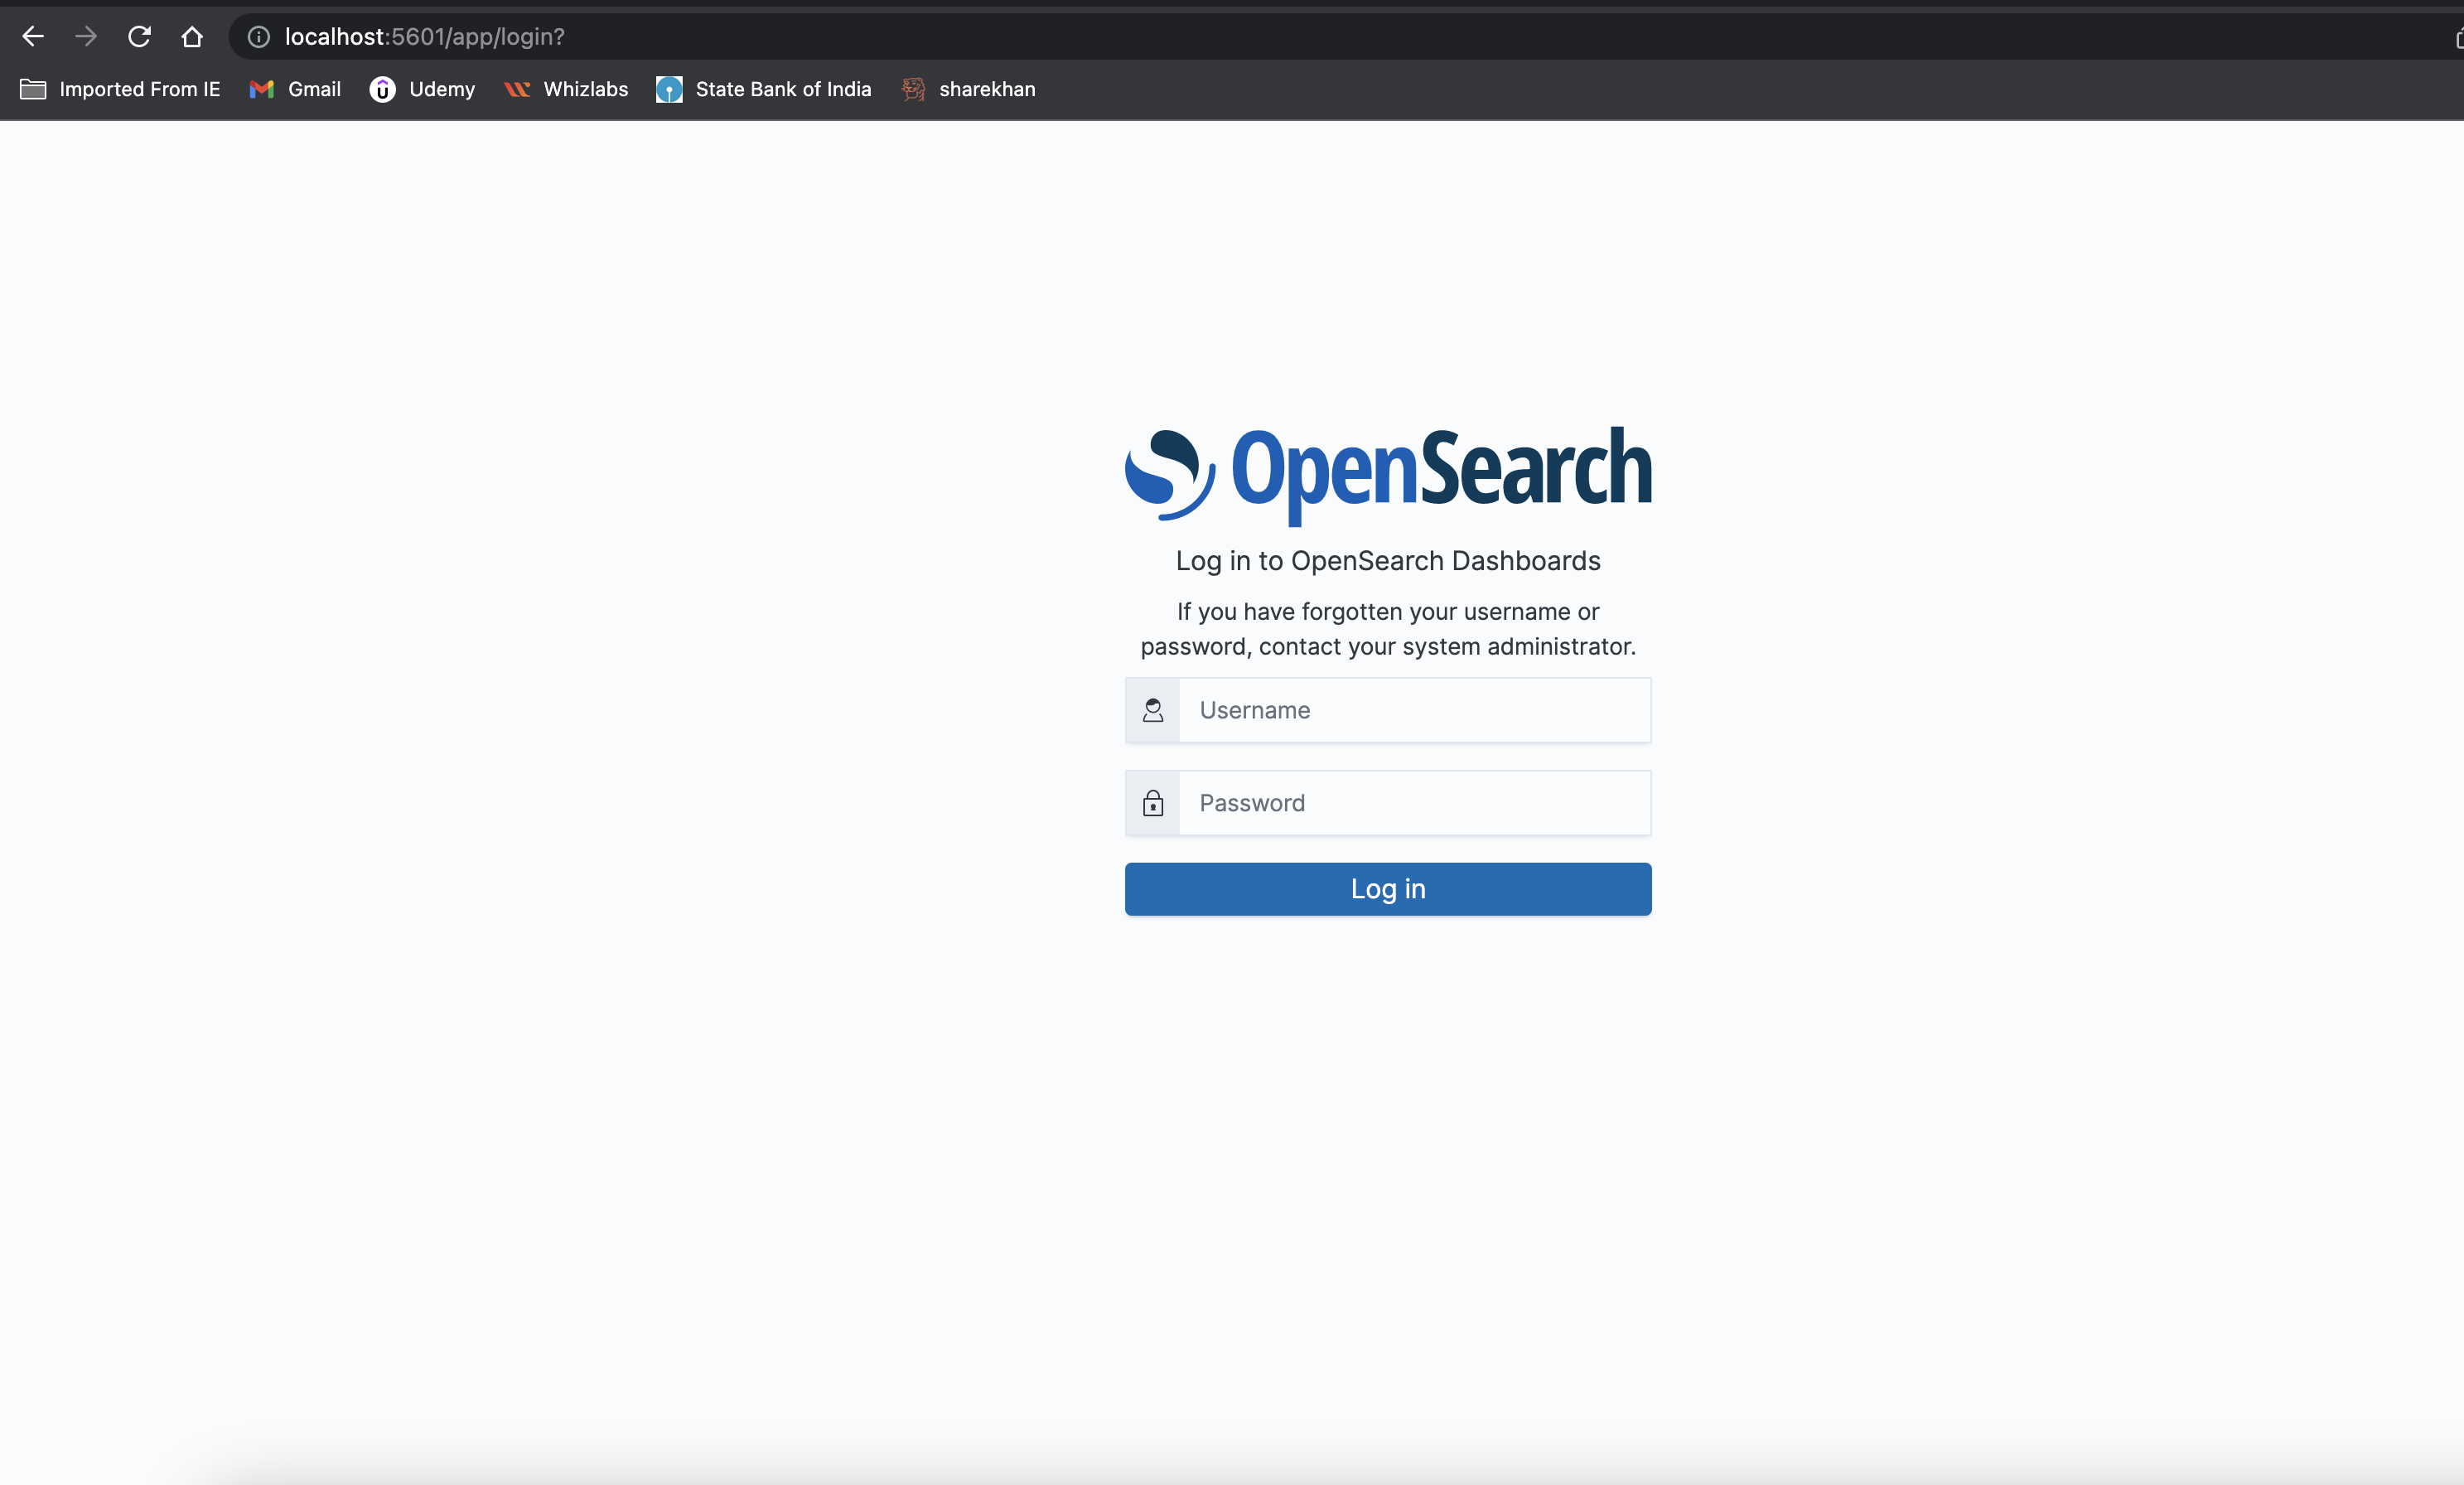 localhost:5601/app/login?
Imported From IE Gmail Udemy Whizlabs State Bank of India sharekhan
OpenSearch
Log in to OpenSearch Dashboards
If you have forgotten your username or
password, contact your system administrator.
Username
Password
Log in